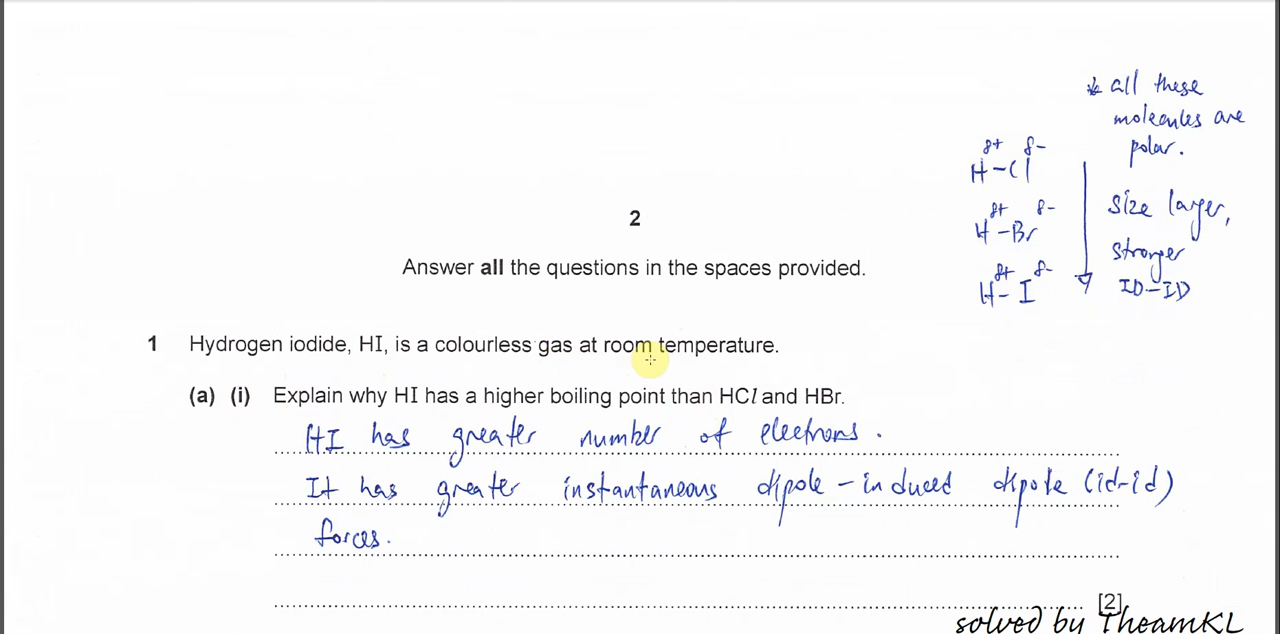 * all these
molecules are
polar.
δ+ δ-
H-Cl
δ+ δ-
H-Br
δ+ δ-
H-I
size larger,
stronger
ID-ID
2
Answer all the questions in the spaces provided.
1 Hydrogen iodide, HI, is a colourless gas at room temperature.
(a) (i) Explain why HI has a higher boiling point than HCl and HBr.
HI has greater number of electrons.
It has greater instantaneous dipole-induced dipole (id-id)
forces.
[2]
solved by TheamKL